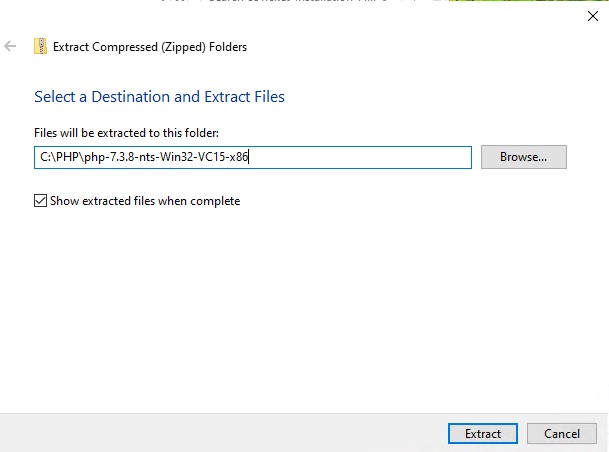 Extract Compressed (Zipped) Folders
Select a Destination and Extract Files
Files will be extracted to this folder:
C:\PHP\php-7.3.8-nts-Win32-VC15-x86
Browse...
Show extracted files when complete
Extract
Cancel